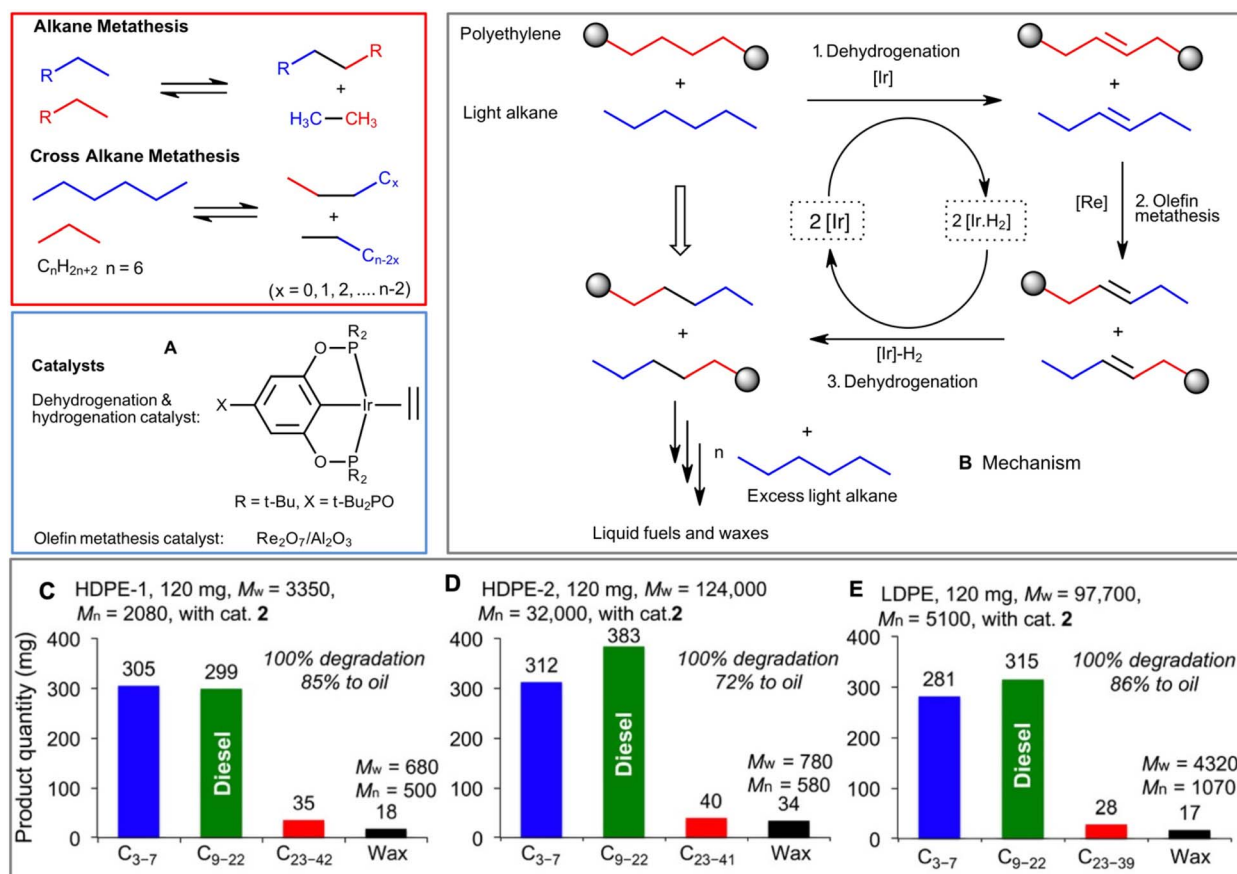 Alkane Metathesis
R
R
R
R
+
H₃C—CH₃
Cross Alkane Metathesis
Cₓ
+
Cₙ₋₂ₓ
CₙH₂ₙ₊₂ n = 6
(x = 0, 1, 2, .... n-2)
A
Catalysts
Dehydrogenation &
hydrogenation catalyst:
R₂
O—P
X
Ir
O—P
R₂
R = t-Bu, X = t-Bu₂PO
Olefin metathesis catalyst: Re₂O₇/Al₂O₃
Polyethylene
+
Light alkane
1. Dehydrogenation
[Ir]
+
2 [Ir]
2 [Ir.H₂]
[Re]
2. Olefin
metathesis
+
[Ir]-H₂
3. Dehydrogenation
+
n
+
Excess light alkane
B Mechanism
Liquid fuels and waxes
C HDPE-1, 120 mg, Mw = 3350,
Mn = 2080, with cat. 2
Product quantity (mg)
400
300
200
100
0
305
299
35
18
Diesel
100% degradation
85% to oil
Mw = 680
Mn = 500
C₃₋₇
C₉₋₂₂
C₂₃₋₄₂
Wax
D HDPE-2, 120 mg, Mw = 124,000
Mn = 32,000, with cat.2
400
300
200
100
0
312
383
40
34
Diesel
100% degradation
72% to oil
Mw = 780
Mn = 580
C₃₋₇
C₉₋₂₂
C₂₃₋₄₁
Wax
E LDPE, 120 mg, Mw = 97,700,
Mn = 5100, with cat. 2
400
300
200
100
0
281
315
28
17
Diesel
100% degradation
86% to oil
Mw = 4320
Mn = 1070
C₃₋₇
C₉₋₂₂
C₂₃₋₃₉
Wax